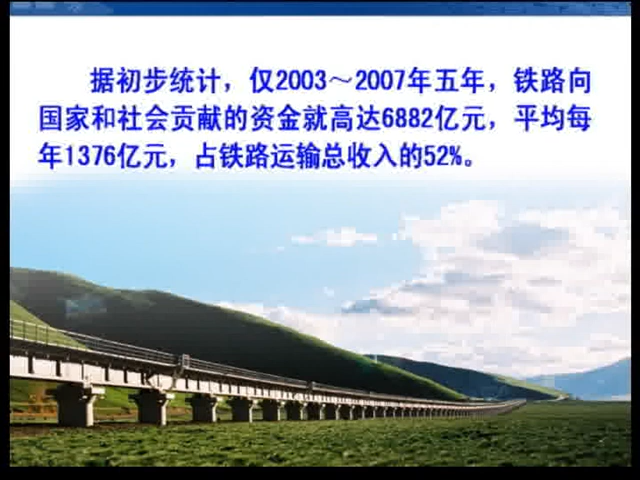 据初步统计，仅2003～2007年五年，铁路向
国家和社会贡献的资金就高达6882亿元，平均每
年1376亿元，占铁路运输总收入的52%。